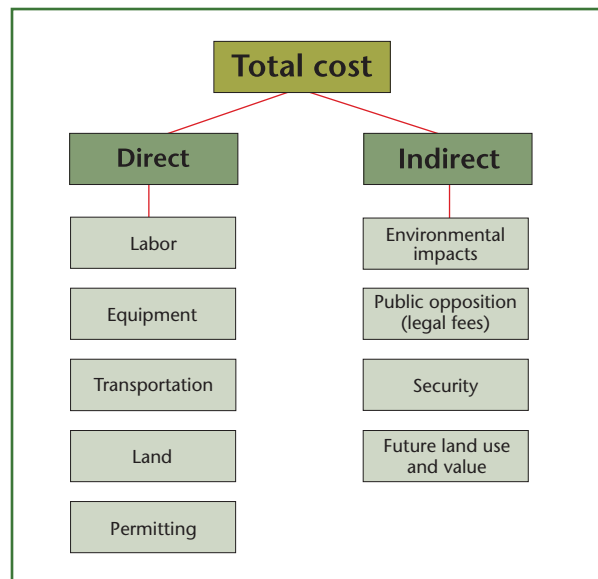 Total cost
Direct
Labor
Equipment
Transportation
Land
Permitting
Indirect
Environmental
impacts
Public opposition
(legal fees)
Security
Future land use
and value